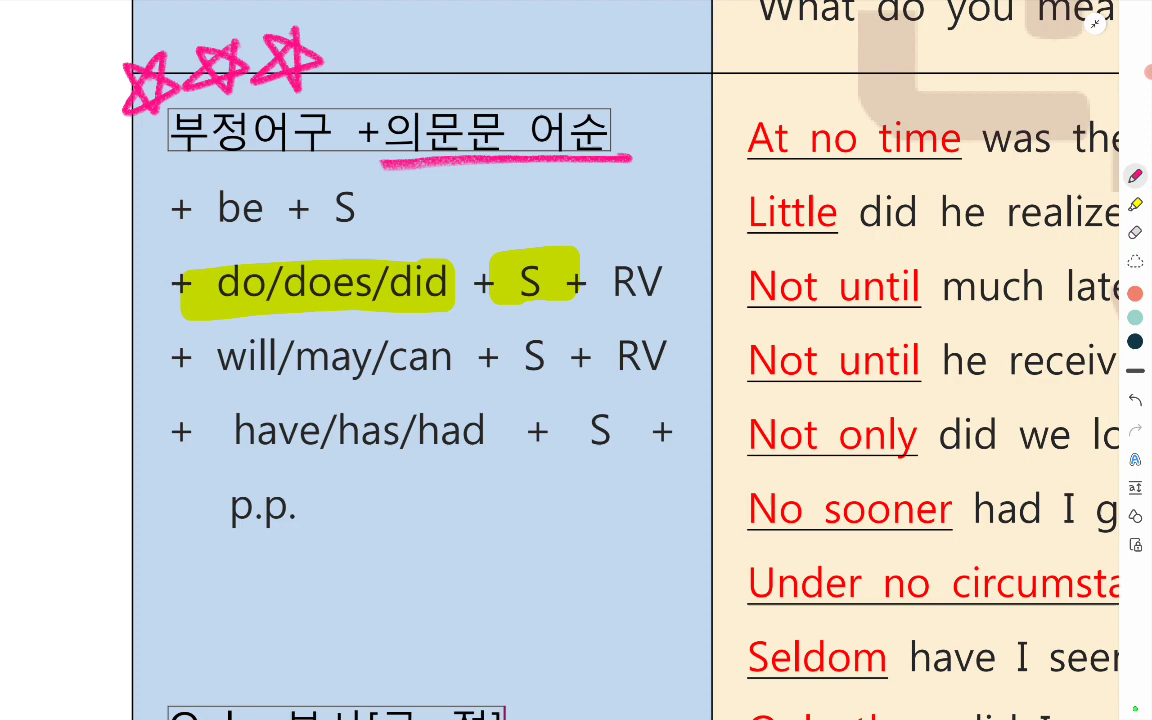 What do you mea
부정어구 +의문문 어순
+ be + S
+ do/does/did + S + RV
+ will/may/can + S + RV
+ have/has/had + S +
p.p.
At no time was the
Little did he realize
Not until much late
Not until he receiv
Not only did we lo
No sooner had I g
Under no circumsta
Seldom have I seen